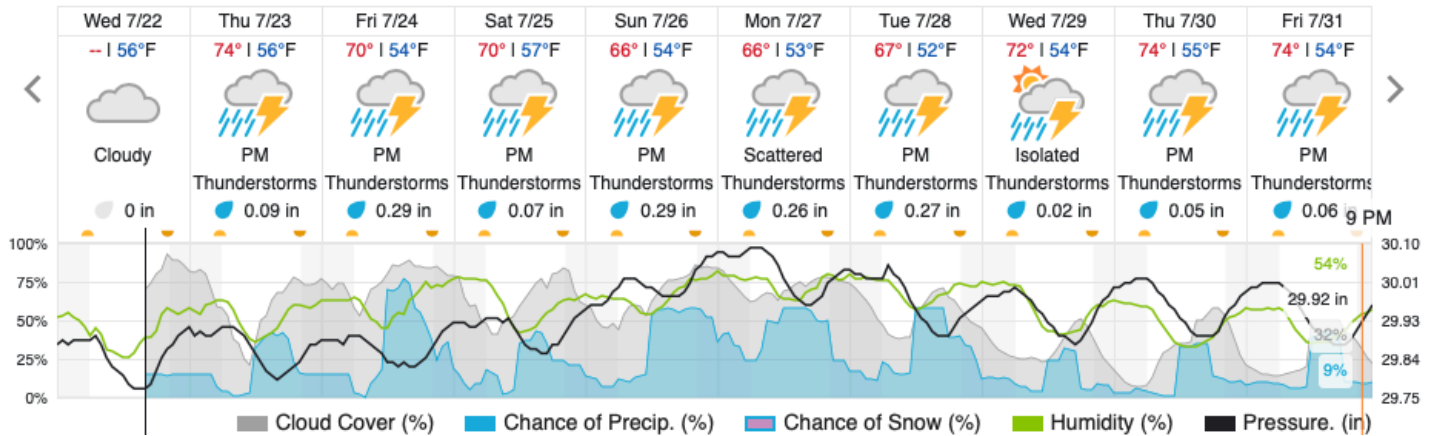 Wed 7/22 Thu 7/23 Fri 7/24 Sat 7/25 Sun 7/26 Mon 7/27 Tue 7/28 Wed 7/29 Thu 7/30 Fri 7/31
-- | 56°F 74° | 56°F 70° | 54°F 70° | 57°F 66° | 54°F 66° | 53°F 67° | 52°F 72° | 54°F 74° | 55°F 74° | 54°F
Cloudy PM PM PM PM Scattered PM Isolated PM PM
Thunderstorms Thunderstorms Thunderstorms Thunderstorms Thunderstorms Thunderstorms Thunderstorms Thunderstorms Thunderstorms
0 in 0.09 in 0.29 in 0.07 in 0.29 in 0.26 in 0.27 in 0.02 in 0.05 in 0.06 in
9 PM
100% 30.10
54%
75% 30.01
29.92 in
50% 29.93
32%
25% 29.84
9%
0% 29.75
Cloud Cover (%) Chance of Precip. (%) Chance of Snow (%) Humidity (%) Pressure. (in)